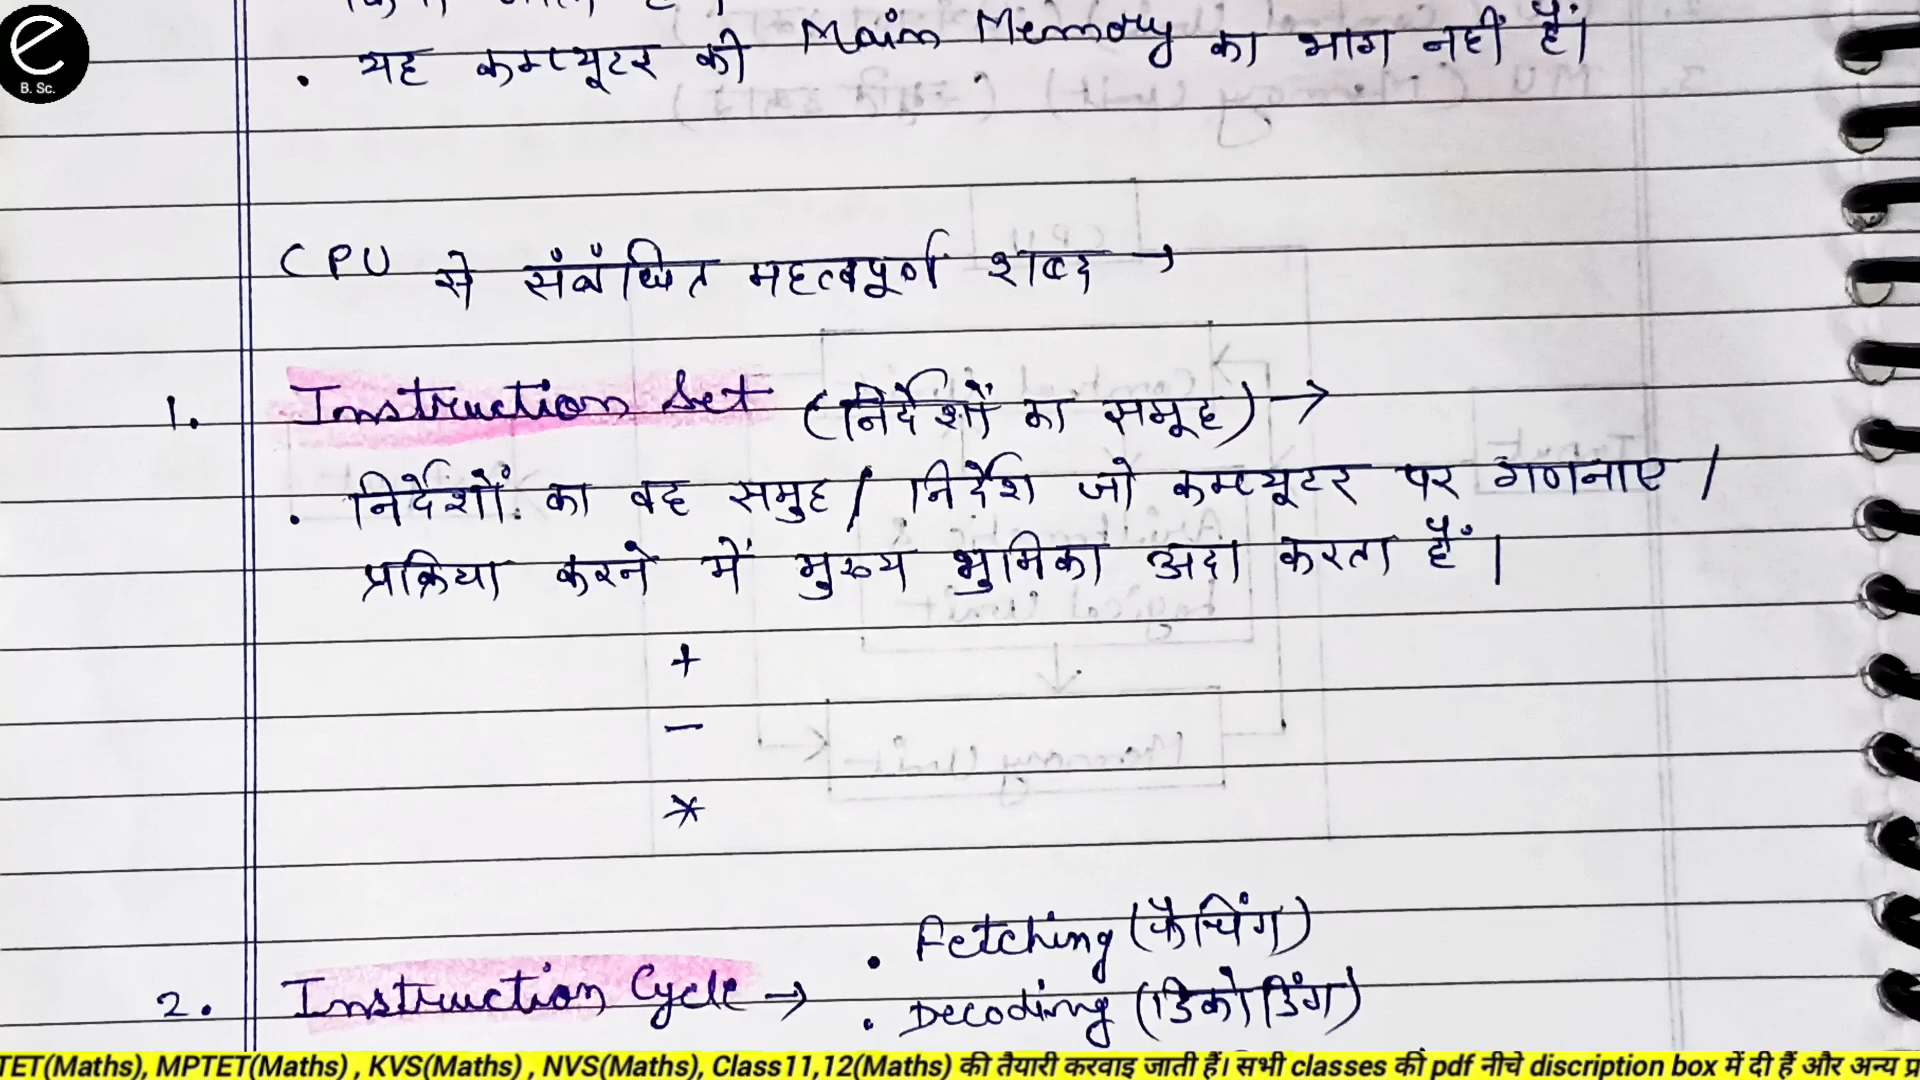 e
B. Sc.
. यह कम्प्यूटर की Main Memory का भाग नहीं हैं।
CPU से संबंधित महत्वपूर्ण शब्द →
1. Instruction Set (निर्देशों का समूह) →
. निर्देशों का वह समुह / निर्देश जो कम्प्यूटर पर गणनाए /
प्रक्रिया करने में मुख्य भुमिका अदा करता हैं।
+
−
*
. Fetching (फैचिंग)
2. Instruction Cycle →
. Decoding (डिकोडिंग)
TET(Maths), MPTET(Maths) , KVS(Maths) , NVS(Maths), Class11,12(Maths) की तैयारी करवाइ जाती हैं। सभी classes की pdf नीचे discription box में दी हैं और अन्य